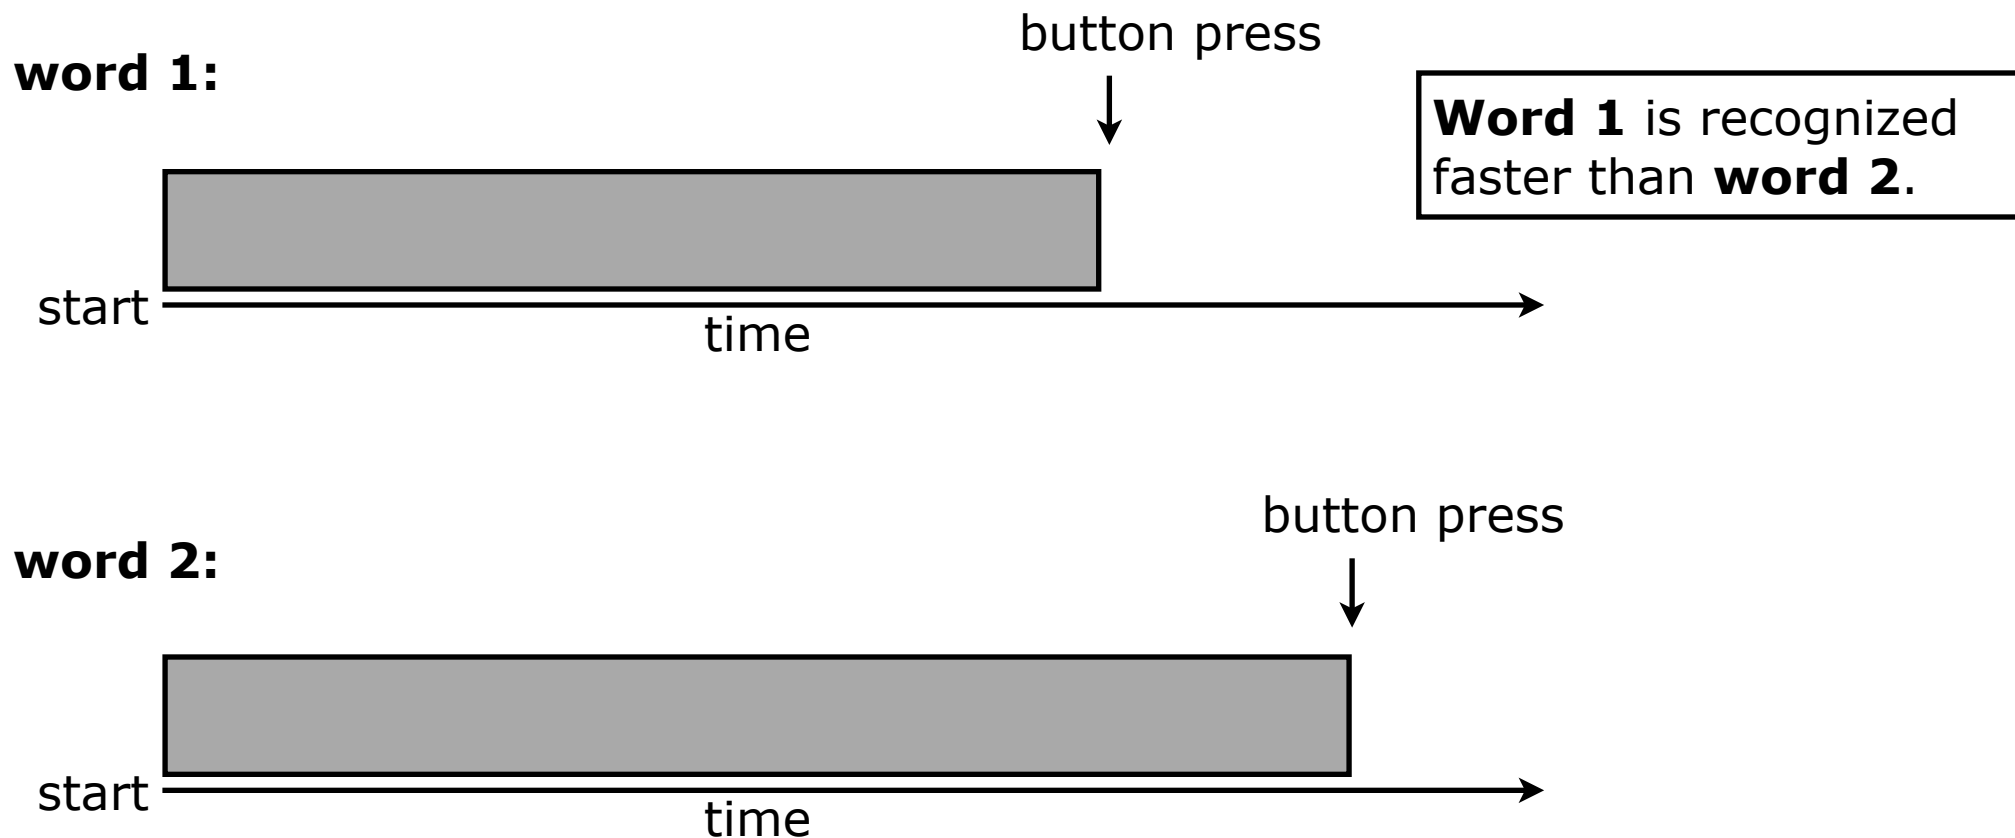 button press
word 1:
Word 1 is recognized
faster than word 2.
start
time
button press
word 2:
start
time